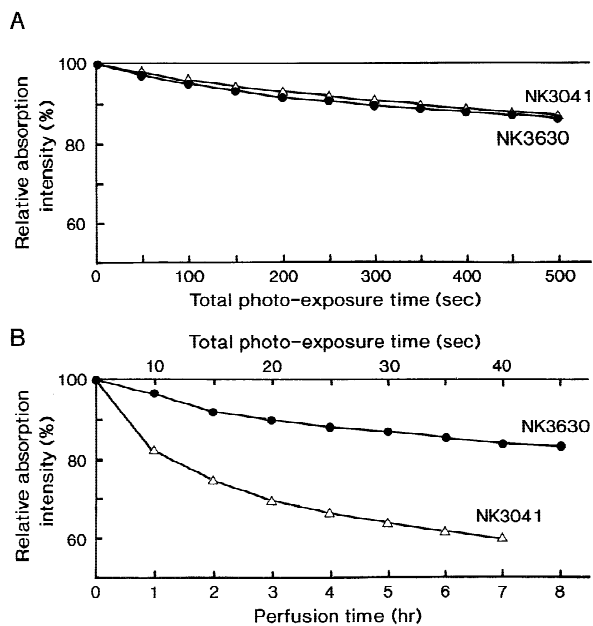 A
Relative absorption
intensity (%)
100
80
60
NK3041
NK3630
0 100 200 300 400 500
Total photo-exposure time (sec)
B
Total photo-exposure time (sec)
10 20 30 40
Relative absorption
intensity (%)
100
80
60
NK3630
NK3041
0 1 2 3 4 5 6 7 8
Perfusion time (hr)